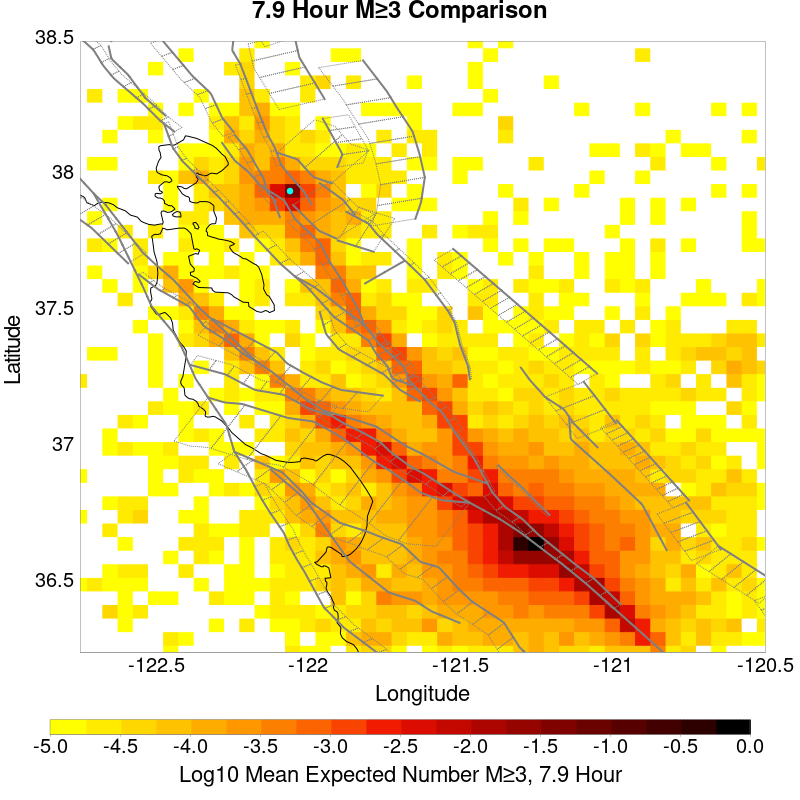 7.9 Hour M≥3 Comparison
38.5
38
37.5
37
36.5
Latitude
-122.5 -122 -121.5 -121 -120.5
Longitude
-5.0 -4.5 -4.0 -3.5 -3.0 -2.5 -2.0 -1.5 -1.0 -0.5 0.0
Log10 Mean Expected Number M≥3, 7.9 Hour